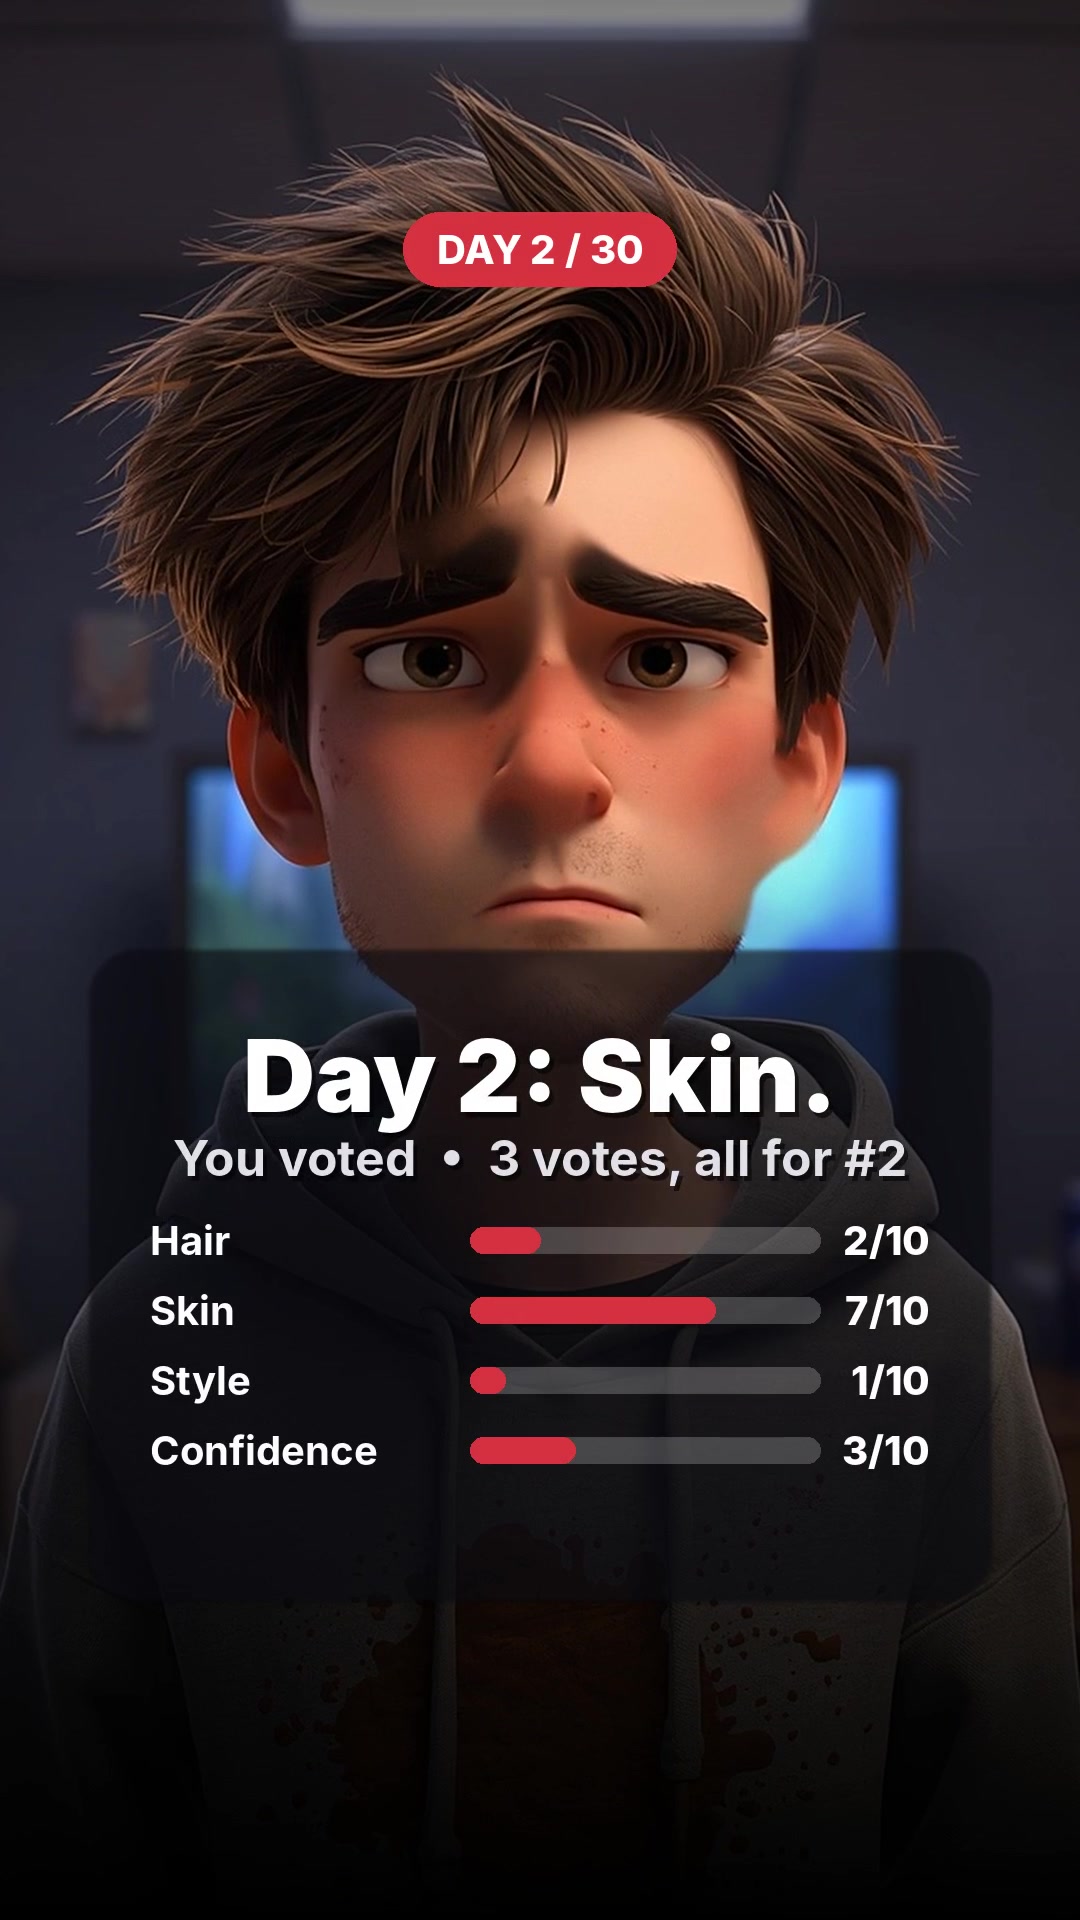 DAY 2 / 30
Day 2: Skin.
You voted • 3 votes, all for #2
Hair 2/10
Skin 7/10
Style 1/10
Confidence 3/10